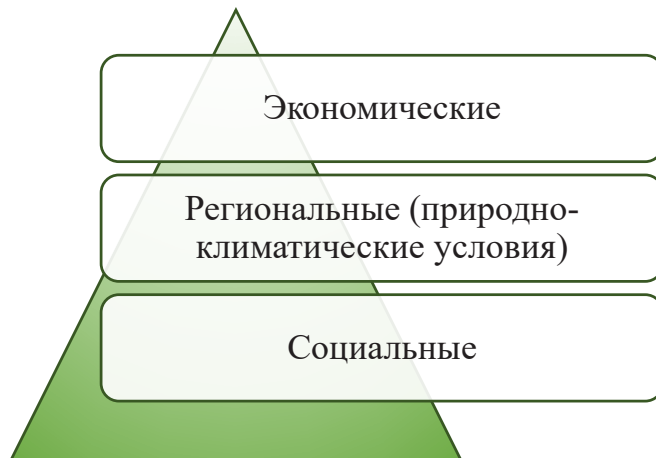 Экономические
Региональные (природно-
климатические условия)
Социальные